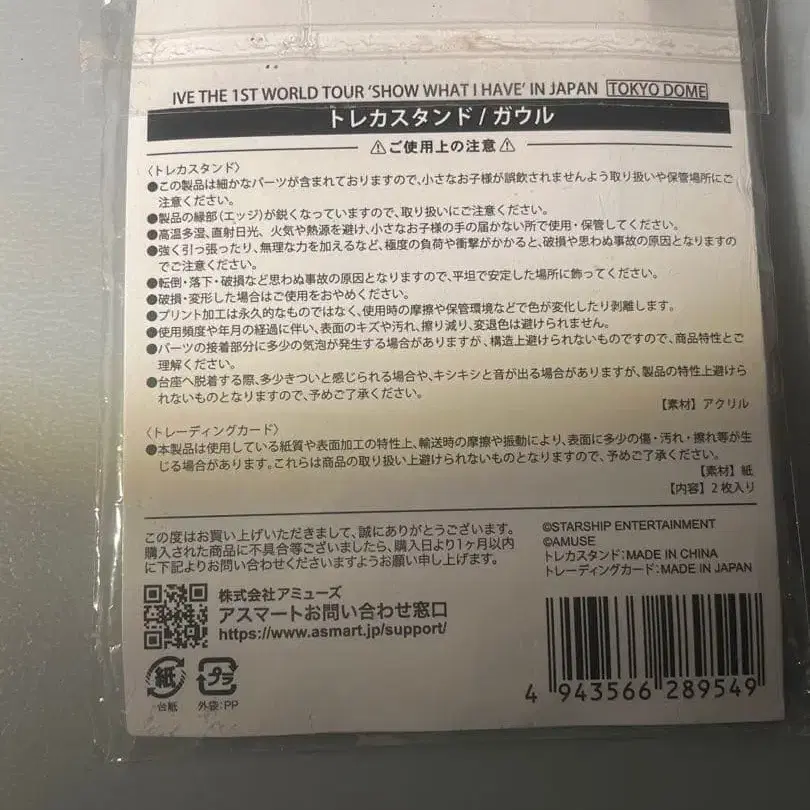 IVE THE 1ST WORLD TOUR 'SHOW WHAT I HAVE' IN JAPAN TOKYO DOME
トレカスタンド / ガウル
⚠ご使用上の注意⚠
〈トレカスタンド〉
●この製品は細かなパーツが含まれておりますので、小さなお子様が誤飲されませんよう取り扱いや保管場所にご
注意ください。
●製品の縁部(エッジ)が鋭くなっていますので、取り扱いにご注意ください。
●高温多湿、直射日光、火気や熱源を避け、小さなお子様の手の届かない所で使用・保管してください。
●強く引っ張ったり、無理な力を加えるなど、極度の負荷や衝撃がかかると、破損や思わぬ事故の原因となりますの
でご注意ください。
●転倒・落下・破損など思わぬ事故の原因となりますので、平坦で安定した場所に飾ってください。
●破損・変形した場合はご使用をおやめください。
●プリント加工は永久的なものではなく、使用時の摩擦や保管環境などで色が変化したり剥離します。
●使用頻度や年月の経過に伴い、表面のキズや汚れ、擦り減り、変退色は避けられません。
●パーツの接着部分に多少の気泡が発生する場合がありますが、構造上避けられないものですので、商品特性とご
理解ください。
●台座へ脱着する際、多少きついと感じられる場合や、キシキシと音が出る場合がありますが、製品の特性上避けら
れないものとなりますので、予めご了承ください。
【素材】アクリル
〈トレーディングカード〉
●本製品は使用している紙質や表面加工の特性上、輸送時の摩擦や振動により、表面に多少の傷・汚れ・擦れ等が生
じる場合があります。これらは商品の取り扱い上避けられないものとなりますので、予めご了承ください。
【素材】紙
【内容】2枚入り
この度はお買い上げいただきまして、誠にありがとうございます。
購入された商品に不具合等ございましたら、購入日より1ヶ月以内
に下記よりお問い合わせくださいますようお願い申し上げます。
©STARSHIP ENTERTAINMENT
©AMUSE
トレカスタンド:MADE IN CHINA
トレーディングカード:MADE IN JAPAN
株式会社アミューズ
アスマートお問い合わせ窓口
https://www.asmart.jp/support/
紙
台紙
プラ
外袋:PP
4 943566 289549